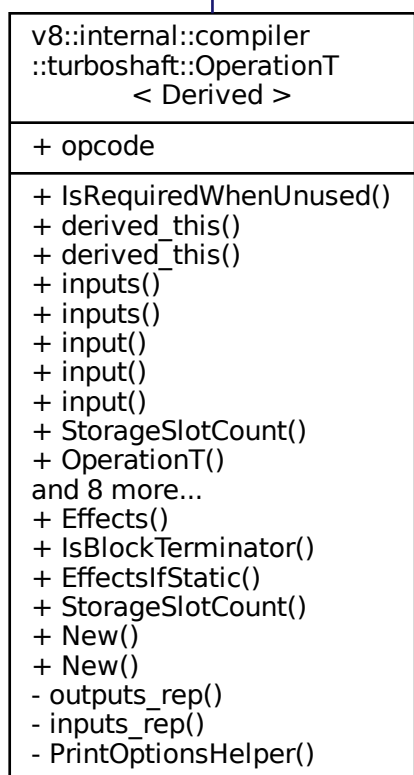 v8::internal::compiler
::turboshaft::OperationT
< Derived >
+ opcode
+ IsRequiredWhenUnused()
+ derived_this()
+ derived_this()
+ inputs()
+ inputs()
+ input()
+ input()
+ input()
+ StorageSlotCount()
+ OperationT()
and 8 more...
+ Effects()
+ IsBlockTerminator()
+ EffectsIfStatic()
+ StorageSlotCount()
+ New()
+ New()
- outputs_rep()
- inputs_rep()
- PrintOptionsHelper()